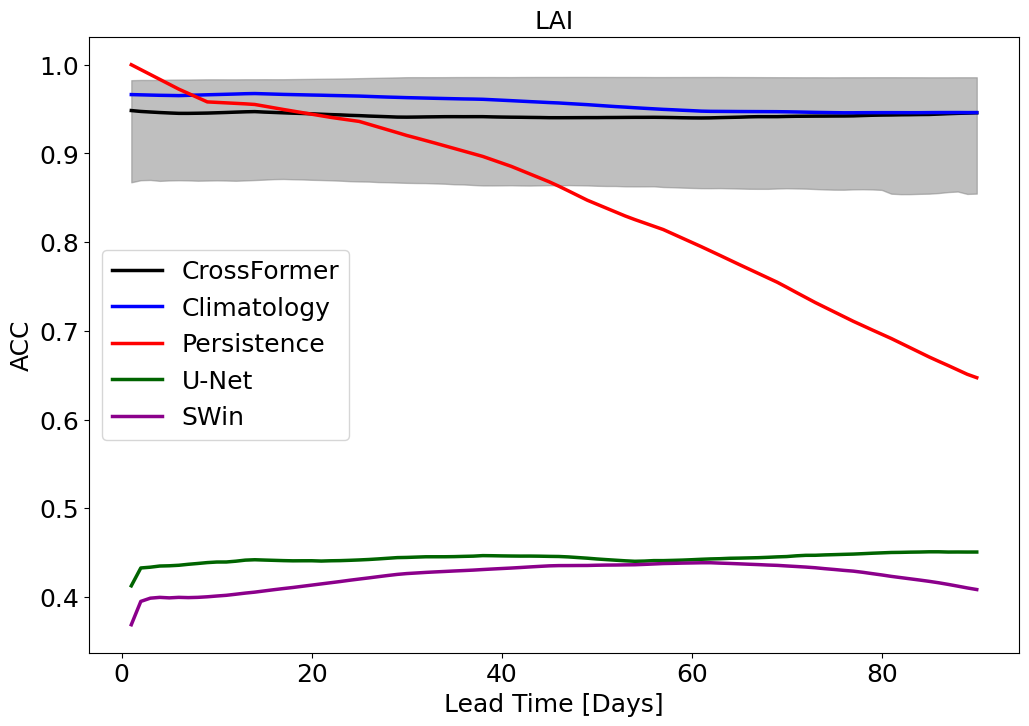 LAI
1.0
0.9
0.8
0.7
0.6
0.5
0.4
ACC
CrossFormer
Climatology
Persistence
U-Net
SWin
0 20 40 60 80
Lead Time [Days]